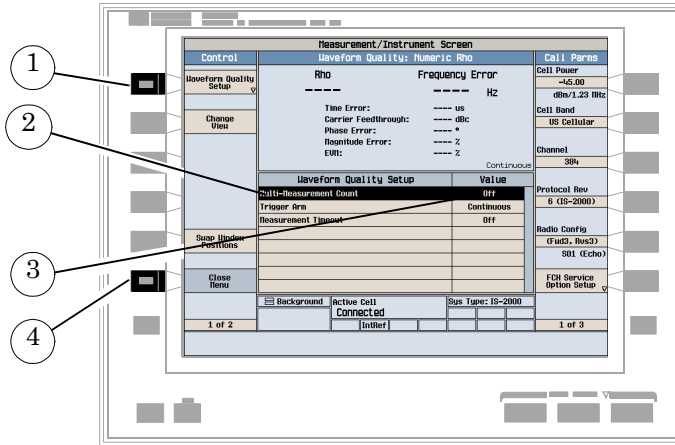 Measurement/Instrument Screen
Control
Waveform Quality: Numeric Rho
Call Parms
1
Waveform Quality
Setup
Rho
Frequency Error
----
---- Hz
Cell Power
-45.00
dBm/1.23 MHz
2
Change
View
Time Error: ---- us
Carrier Feedthrough: ---- dBc
Phase Error: ---- °
Magnitude Error: ---- %
EVM: ---- %
Continuous
Cell Band
US Cellular
Channel
384
Waveform Quality Setup
Value
Multi-Measurement Count
Off
Trigger Arm
Continuous
Measurement Timeout
Off
Protocol Rev
6 (IS-2000)
Swap Window
Positions
Radio Config
(Fwd3, Rvs3)
SO1 (Echo)
3
Close
Menu
FCH Service
Option Setup
4
Background
Active Cell
Sys Type: IS-2000
Connected
1 of 2
IntRef
1 of 3